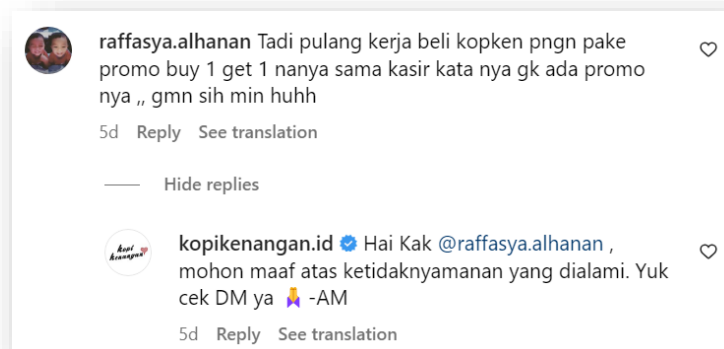 raffasya.alhanan Tadi pulang kerja beli kopken pngn pake
promo buy 1 get 1 nanya sama kasir kata nya gk ada promo
nya ,, gmn sih min huhh
5d Reply See translation
Hide replies
kopi
kenangan
kopikenangan.id Hai Kak @raffasya.alhanan ,
mohon maaf atas ketidaknyamanan yang dialami. Yuk
cek DM ya 🙏 -AM
5d Reply See translation